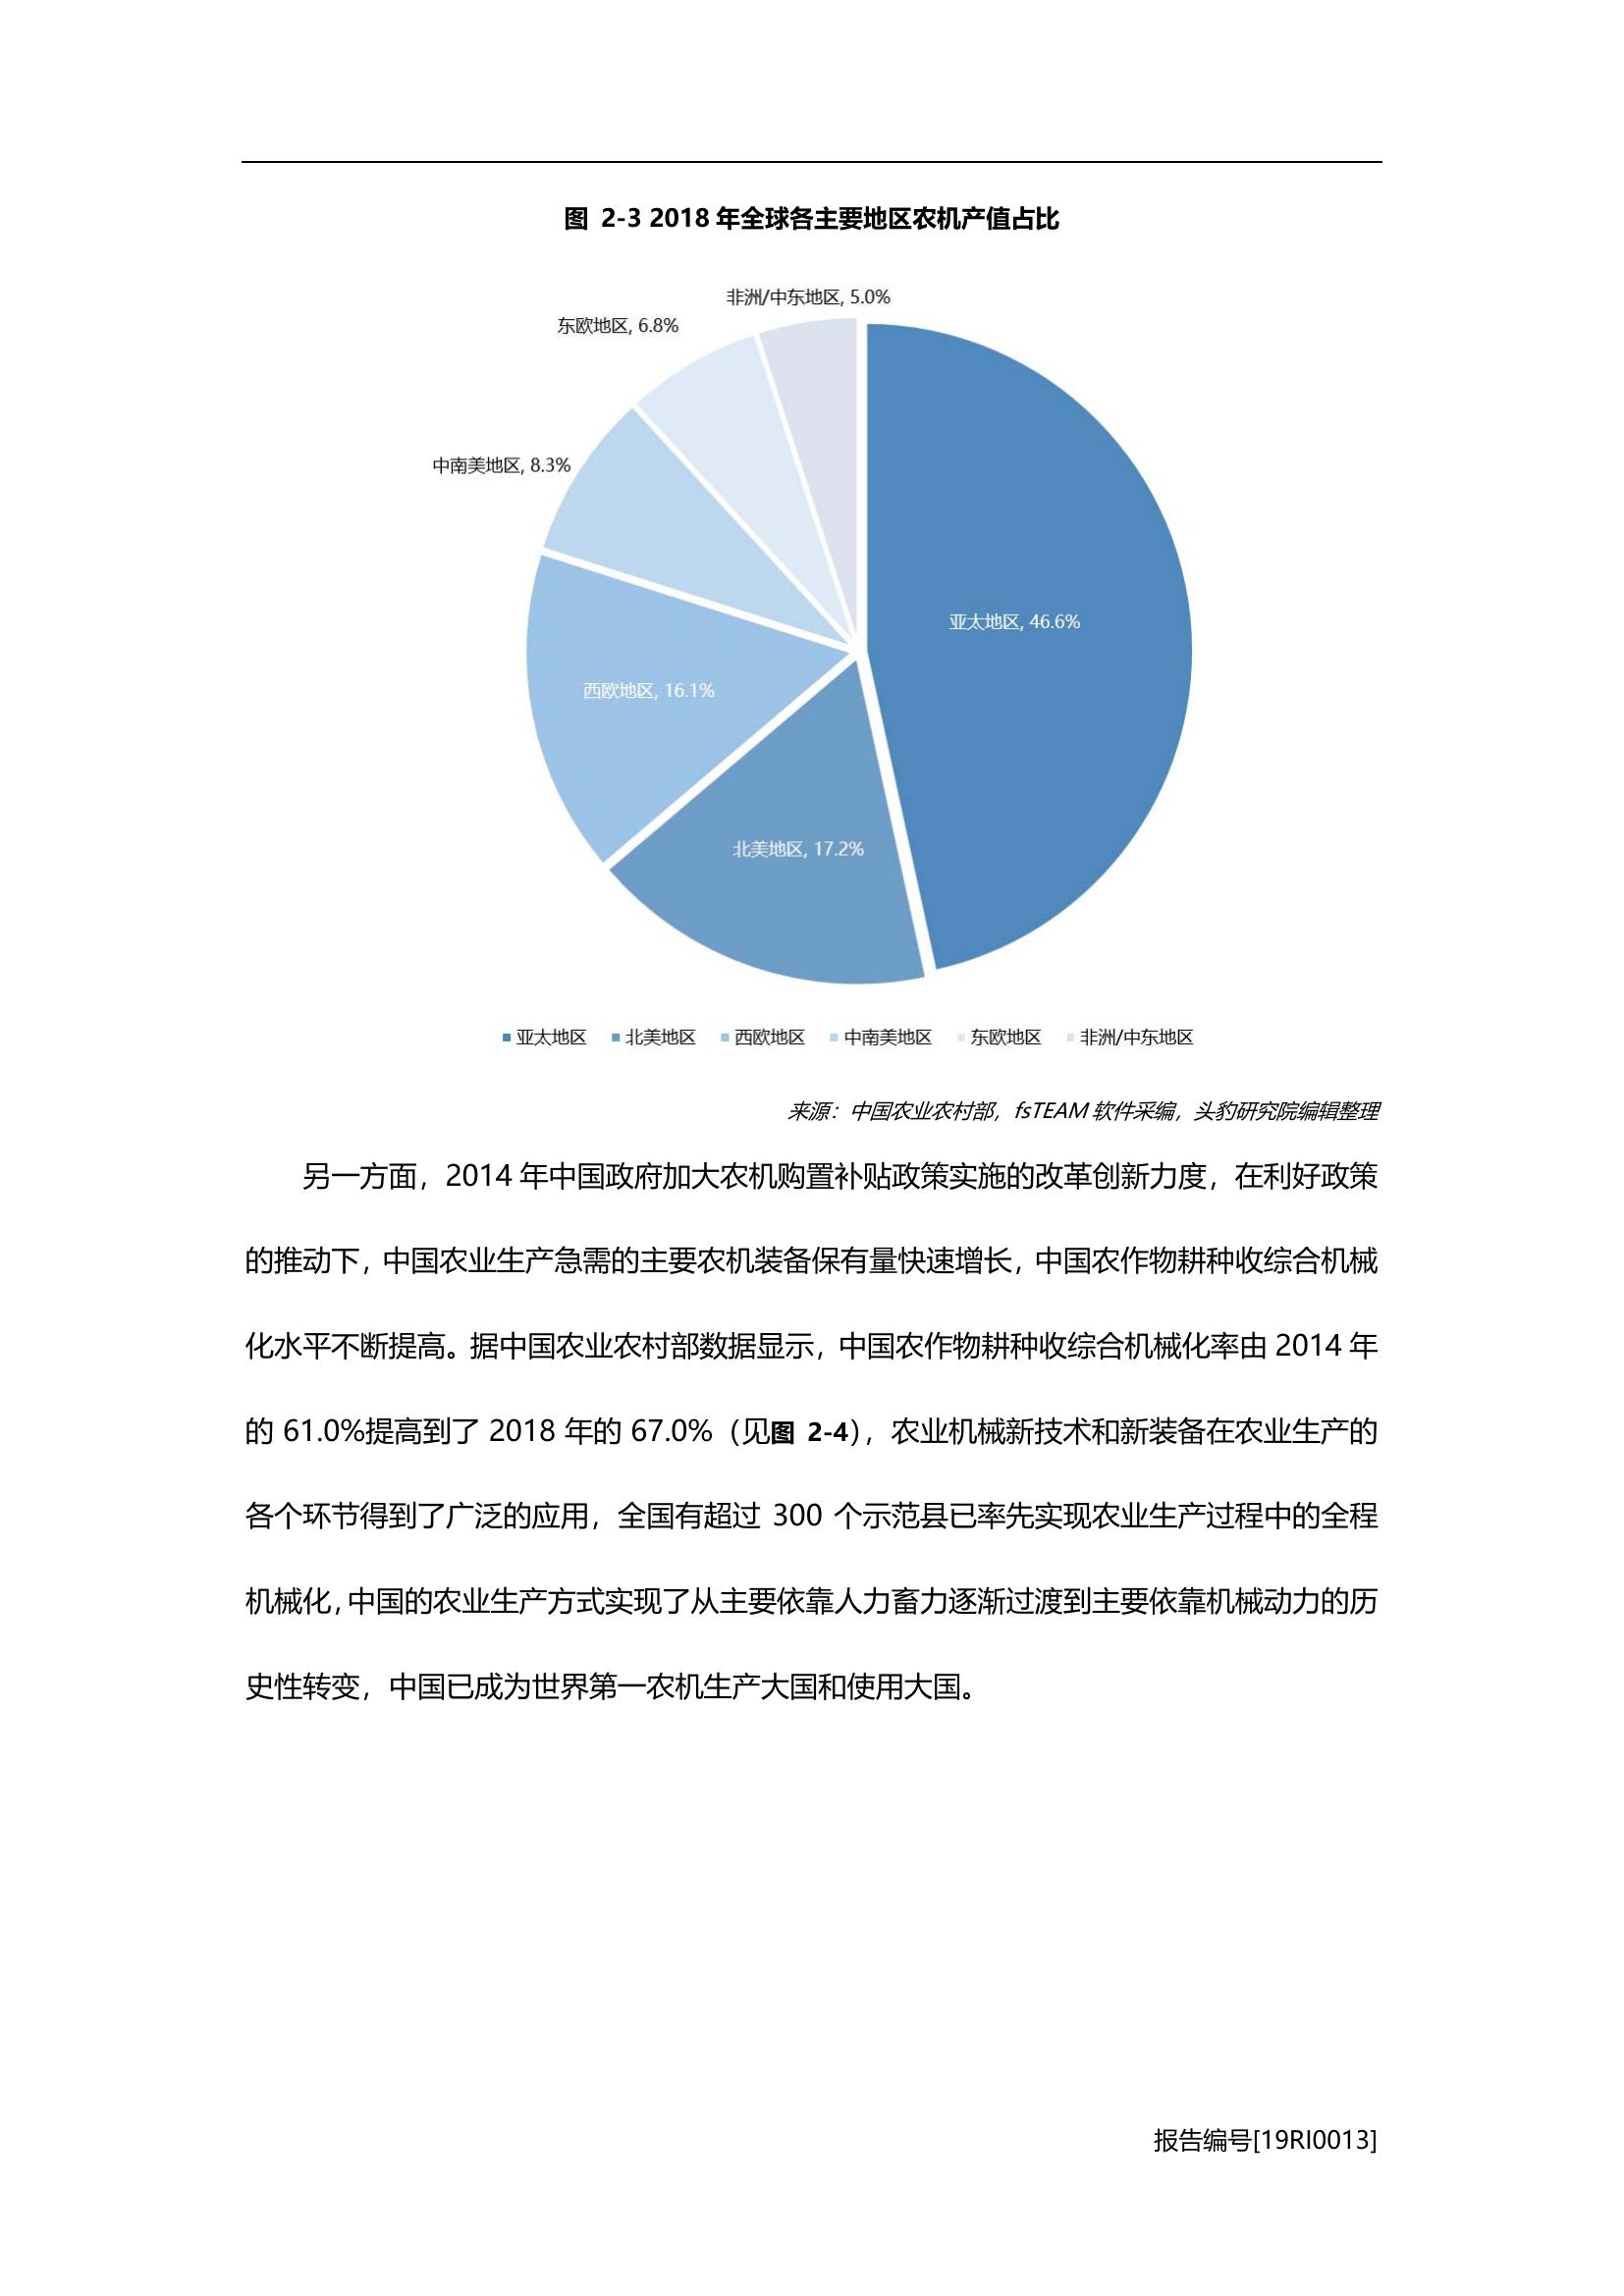 图 2-3 2018 年全球各主要地区农机产值占比
非洲/中东地区, 5.0%
东欧地区, 6.8%
中南美地区, 8.3%
亚太地区, 46.6%
西欧地区, 16.1%
北美地区, 17.2%
亚太地区 北美地区 西欧地区 中南美地区 东欧地区 非洲/中东地区
来源：中国农业农村部，fsTEAM 软件采编，头豹研究院编辑整理
另一方面，2014 年中国政府加大农机购置补贴政策实施的改革创新力度，在利好政策
的推动下，中国农业生产急需的主要农机装备保有量快速增长，中国农作物耕种收综合机械
化水平不断提高。据中国农业农村部数据显示，中国农作物耕种收综合机械化率由 2014 年
的 61.0%提高到了 2018 年的 67.0%（见图 2-4），农业机械新技术和新装备在农业生产的
各个环节得到了广泛的应用，全国有超过 300 个示范县已率先实现农业生产过程中的全程
机械化，中国的农业生产方式实现了从主要依靠人力畜力逐渐过渡到主要依靠机械动力的历
史性转变，中国已成为世界第一农机生产大国和使用大国。
报告编号[19RI0013]